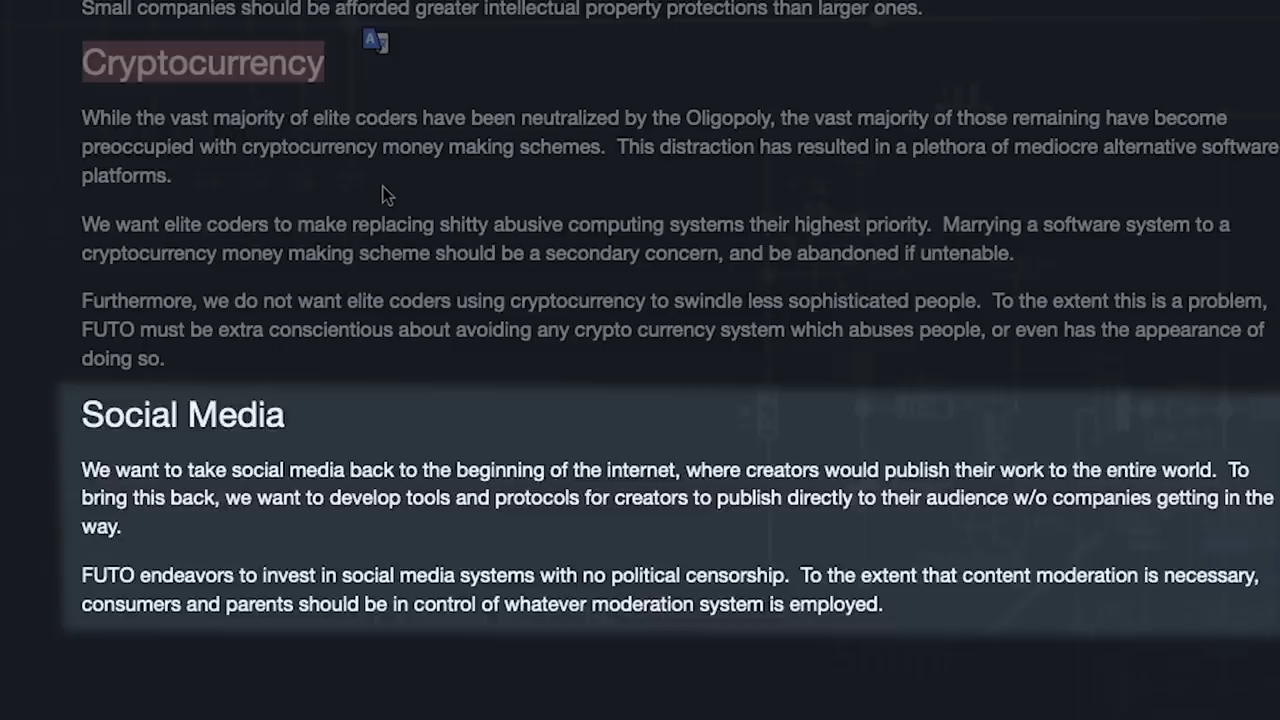 Small companies should be afforded greater intellectual property protections than larger ones.
Cryptocurrency
While the vast majority of elite coders have been neutralized by the Oligopoly, the vast majority of those remaining have become
preoccupied with cryptocurrency money making schemes.  This distraction has resulted in a plethora of mediocre alternative software
platforms.
We want elite coders to make replacing shitty abusive computing systems their highest priority.  Marrying a software system to a
cryptocurrency money making scheme should be a secondary concern, and be abandoned if untenable.
Furthermore, we do not want elite coders using cryptocurrency to swindle less sophisticated people.  To the extent this is a problem,
FUTO must be extra conscientious about avoiding any crypto currency system which abuses people, or even has the appearance of
doing so.
Social Media
We want to take social media back to the beginning of the internet, where creators would publish their work to the entire world.  To
bring this back, we want to develop tools and protocols for creators to publish directly to their audience w/o companies getting in the
way.
FUTO endeavors to invest in social media systems with no political censorship.  To the extent that content moderation is necessary,
consumers and parents should be in control of whatever moderation system is employed.